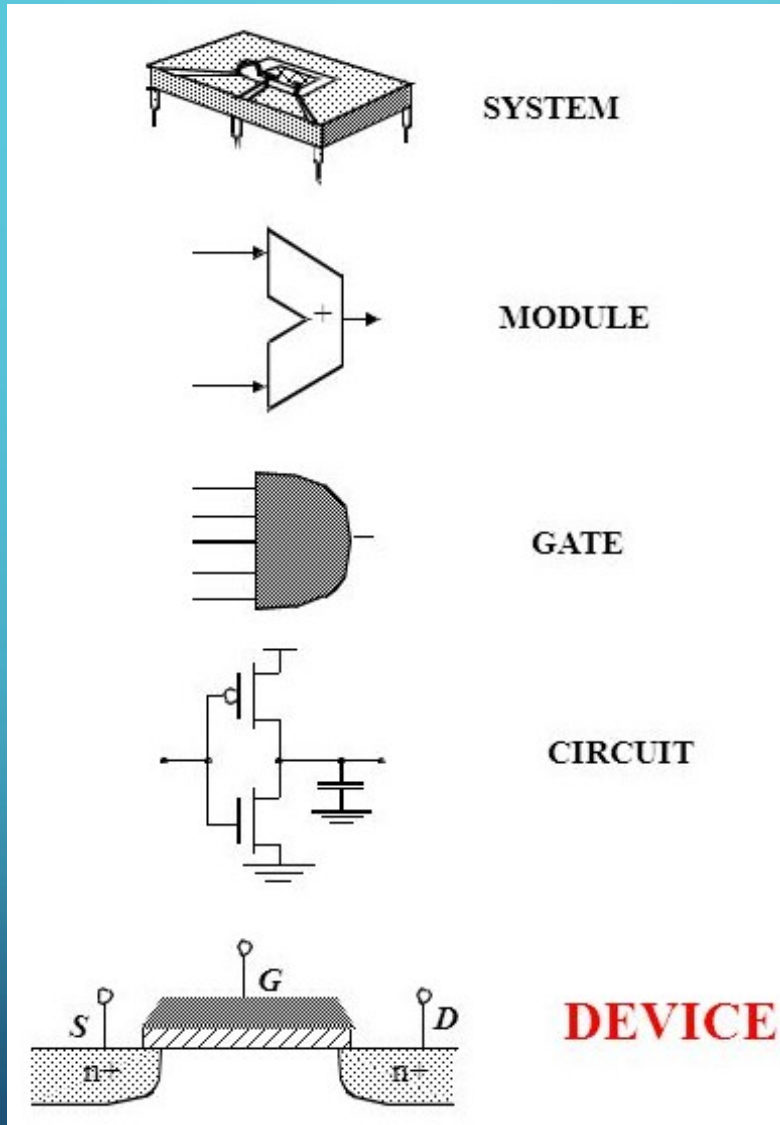 SYSTEM
+
MODULE
GATE
CIRCUIT
G
S
D
DEVICE
n+
n+